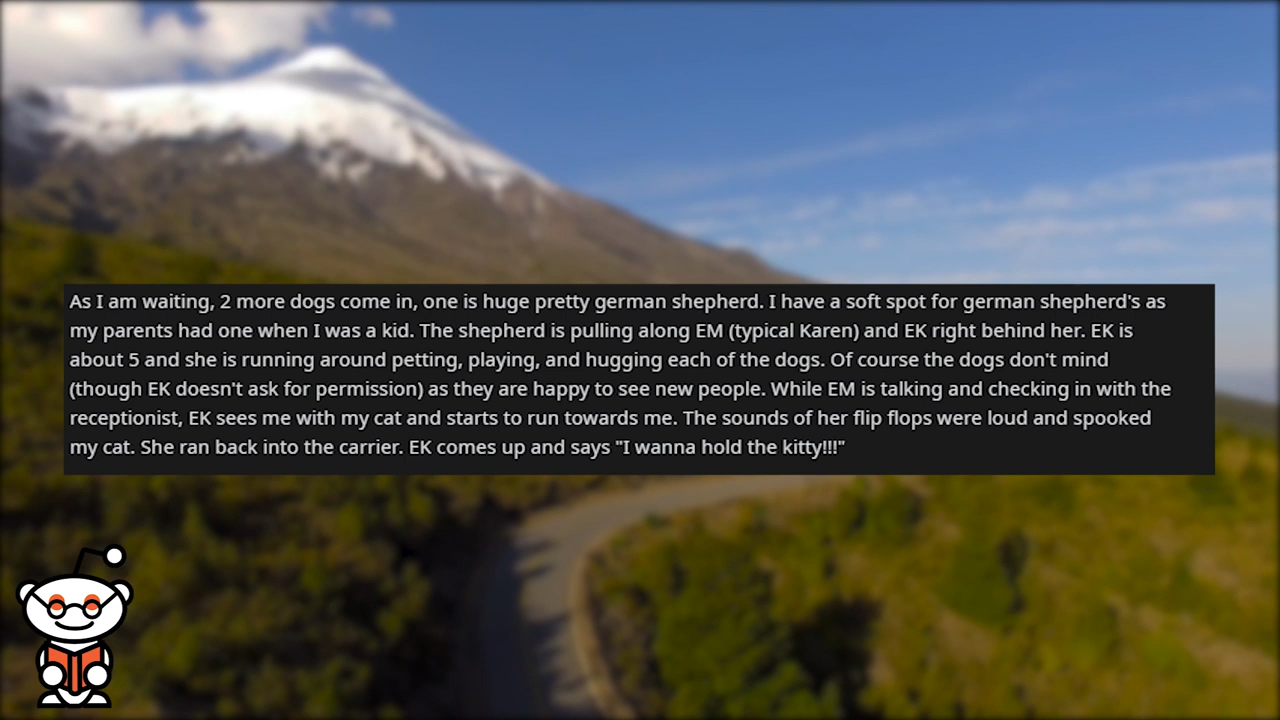 As I am waiting, 2 more dogs come in, one is huge pretty german shepherd. I have a soft spot for german shepherd's as
my parents had one when I was a kid. The shepherd is pulling along EM (typical Karen) and EK right behind her. EK is
about 5 and she is running around petting, playing, and hugging each of the dogs. Of course the dogs don't mind
(though EK doesn't ask for permission) as they are happy to see new people. While EM is talking and checking in with the
receptionist, EK sees me with my cat and starts to run towards me. The sounds of her flip flops were loud and spooked
my cat. She ran back into the carrier. EK comes up and says "I wanna hold the kitty!!!"